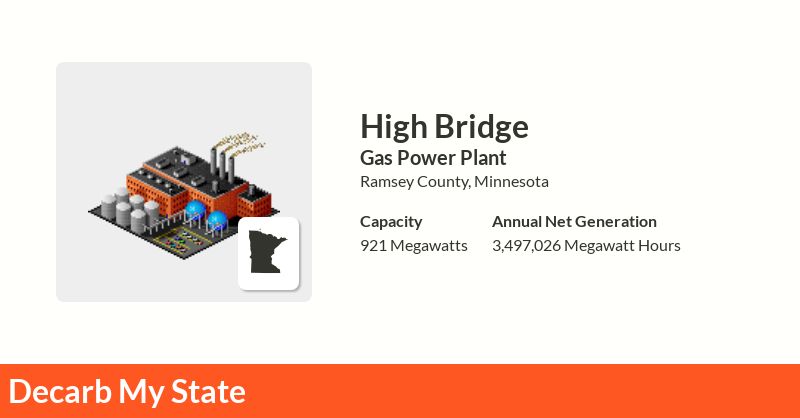 High Bridge
Gas Power Plant
Ramsey County, Minnesota
Capacity
921 Megawatts
Annual Net Generation
3,497,026 Megawatt Hours
Decarb My State